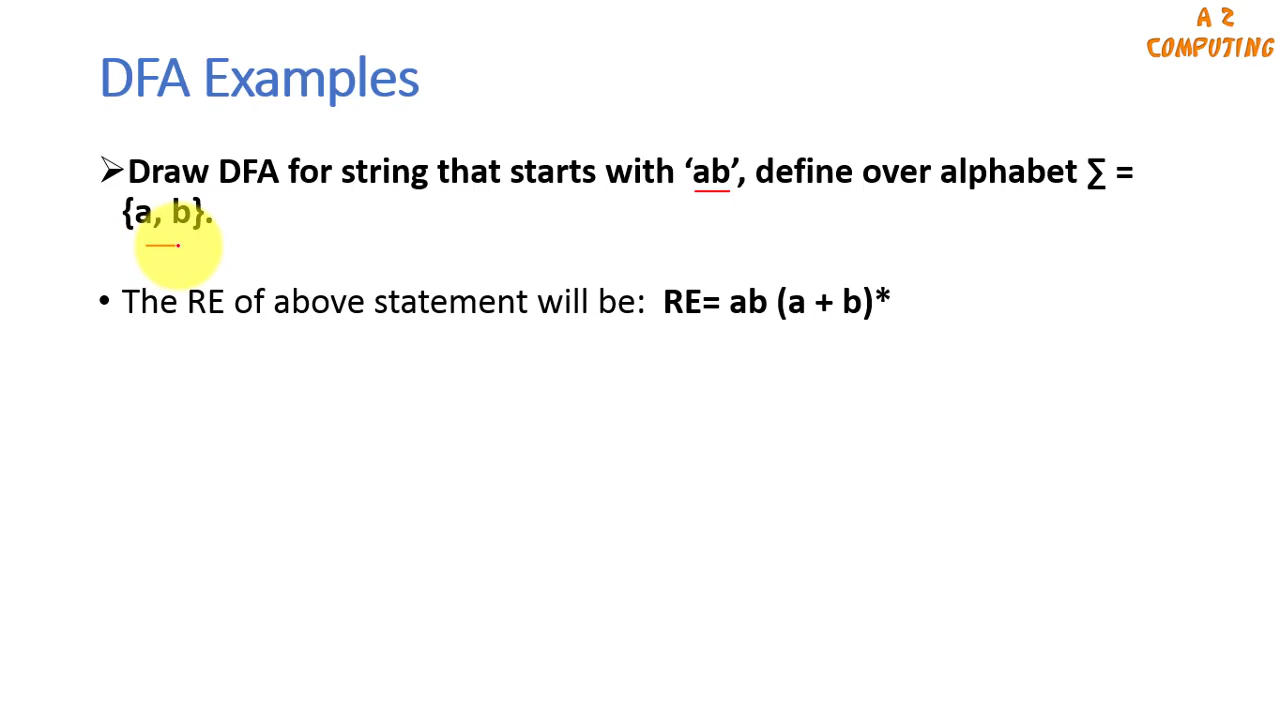 A Z
COMPUTING
DFA Examples
➢Draw DFA for string that starts with ‘ab’, define over alphabet ∑ =
{a, b}.
• The RE of above statement will be: RE= ab (a + b)*